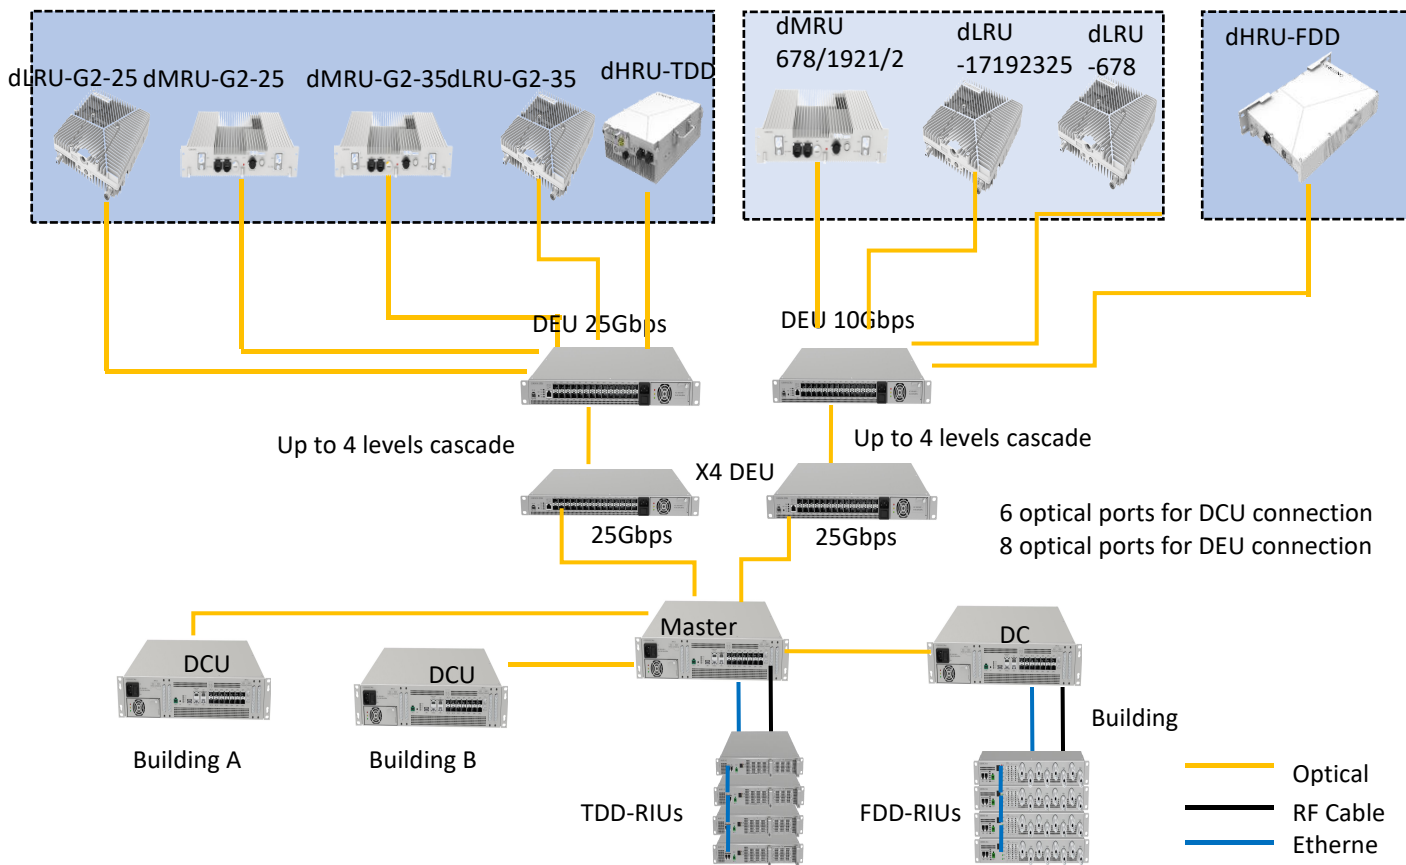 dMRU
678/1921/2
dLRU
-17192325
dLRU
-678
dHRU-FDD
dLRU-G2-25
dMRU-G2-25
dMRU-G2-35
dLRU-G2-35
dHRU-TDD
DEU 25Gbps
DEU 10Gbps
Up to 4 levels cascade
Up to 4 levels cascade
X4 DEU
25Gbps
25Gbps
6 optical ports for DCU connection
8 optical ports for DEU connection
Master
DC
DCU
DCU
Building
Building A
Building B
TDD-RIUs
FDD-RIUs
Optical
RF Cable
Etherne